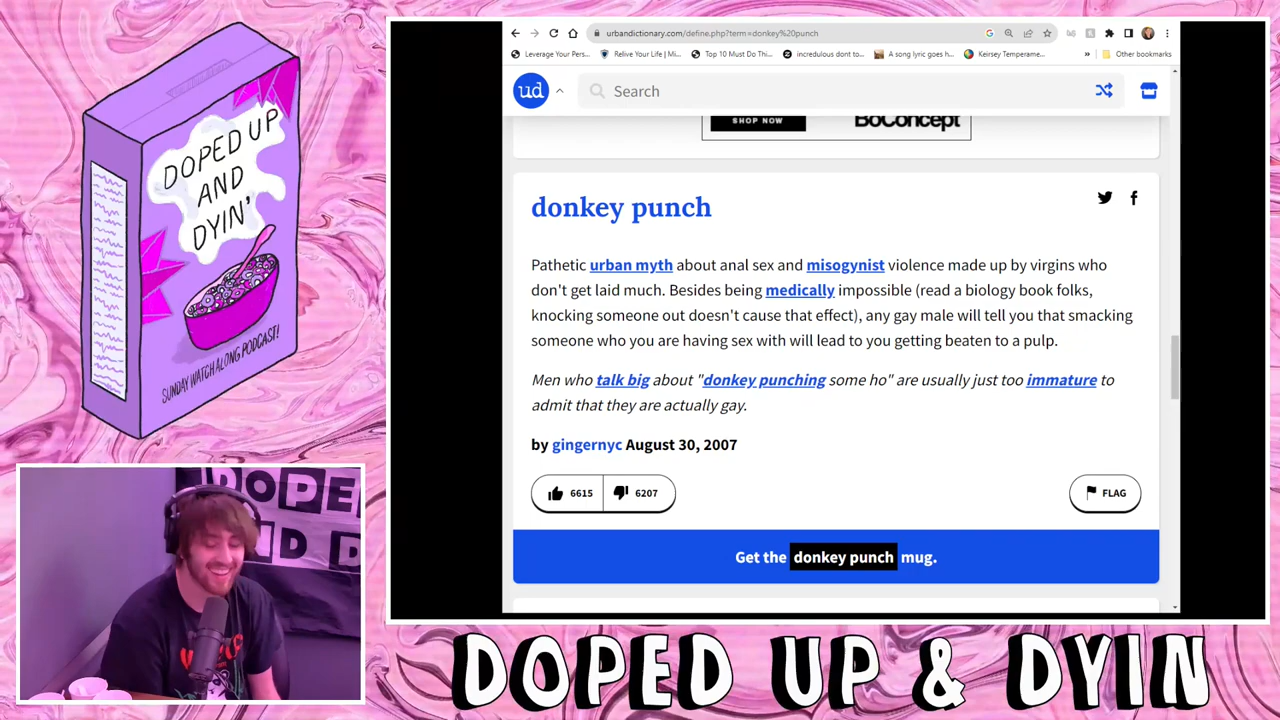 DOPED UP
AND
DYIN'
SUNDAY WATCH ALONG PODCAST!
urbandictionary.com/define.php?term=donkey%20punch
Leverage Your Pers...
Relive Your Life | Mi...
Top 10 Must Do Thi...
incredulous dont to...
A song lyric goes h...
Keirsey Temperame...
»
Other bookmarks
ud
Search
SHOP NOW
BoConcept
donkey punch
Pathetic urban myth about anal sex and misogynist violence made up by virgins who
don't get laid much. Besides being medically impossible (read a biology book folks,
knocking someone out doesn't cause that effect), any gay male will tell you that smacking
someone who you are having sex with will lead to you getting beaten to a pulp.
Men who talk big about "donkey punching some ho" are usually just too immature to
admit that they are actually gay.
by gingernyc August 30, 2007
6615
6207
FLAG
Get the donkey punch mug.
DOPE
ND D
DOPED UP & DYIN